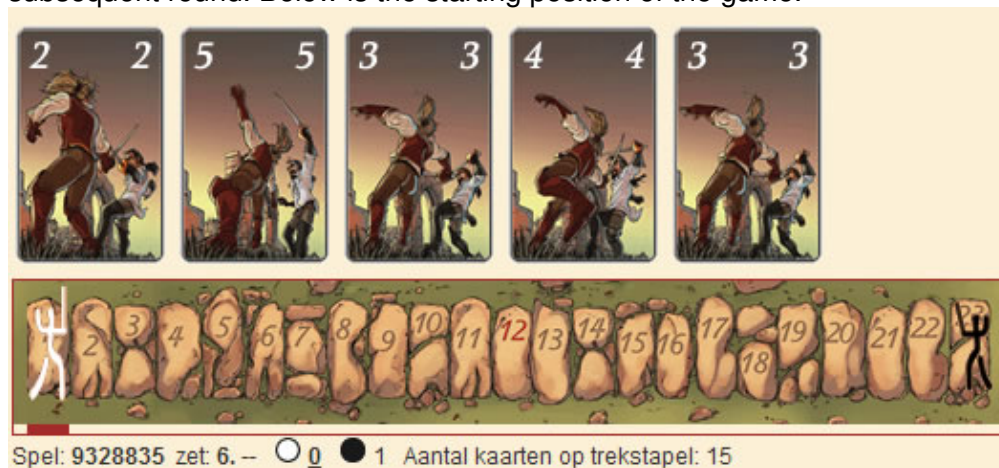 subsequent round. Below is the starting position of the game:
2 2 5 5 3 3 4 4 3 3
2 3 4 5 6 7 8 9 10 11 12 13 14 15 16 17 18 19 20 21 22 23
Spel: 9328835 zet: 6. -- 0 1 Aantal kaarten op trekstapel: 15